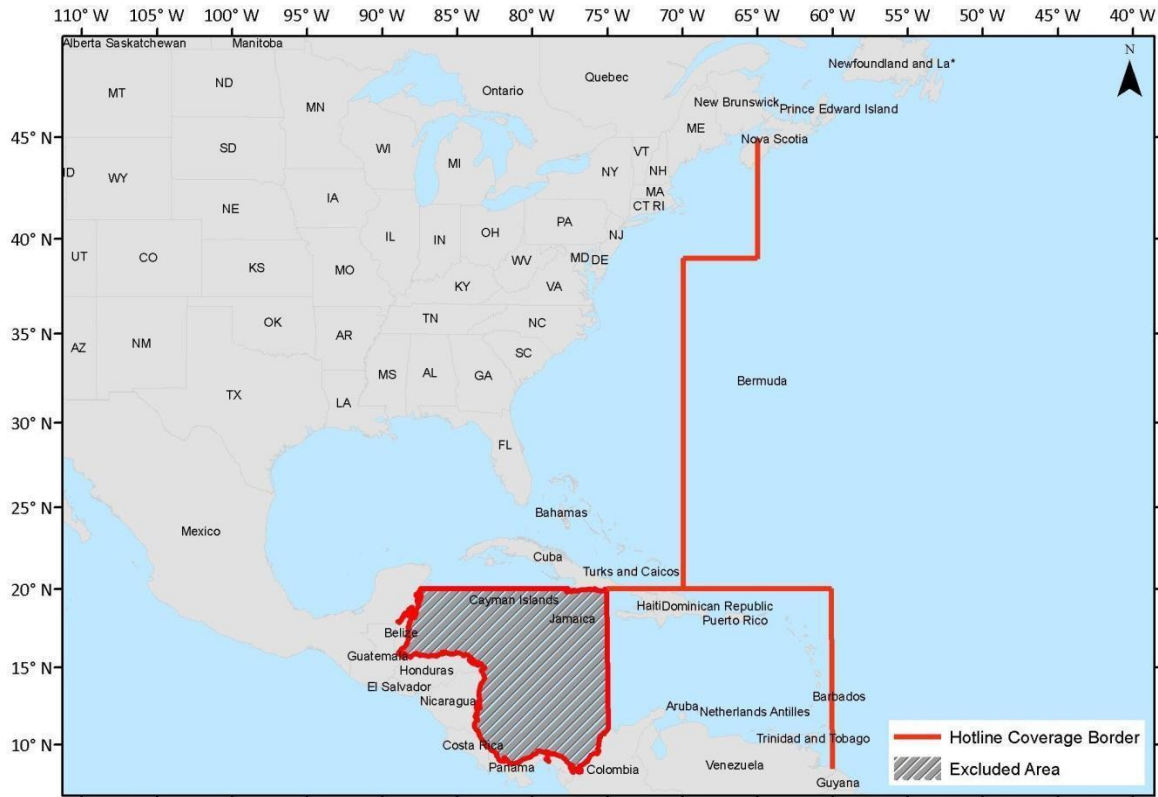 110° W 105° W 100° W 95° W 90° W 85° W 80° W 75° W 70° W 65° W 60° W 55° W 50° W 45° W 40° W
Alberta Saskatchewan Manitoba
N
Newfoundland and La*
Quebec
Ontario
MT ND
MN
New Brunswick
Prince Edward Island
ME
45° N
Nova Scotia
SD WI VT
MI
ID WY NY NH
MA
IA CT RI
NE
PA
40° N
IL IN OH NJ
UT CO MD DE
KS MO WV
KY VA
TN
OK NC
35° N
AZ NM AR
SC
MS AL GA
Bermuda
TX
LA
30° N
FL
25° N
Bahamas
Mexico
Cuba
Turks and Caicos
20° N
Cayman Islands
Haiti Dominican Republic
Jamaica
Puerto Rico
Belize
Guatemala
15° N
Honduras
El Salvador
Nicaragua
Barbados
Aruba
Netherlands Antilles
Costa Rica
Trinidad and Tobago
10° N
Panama
Colombia
Venezuela
Guyana
Hotline Coverage Border
Excluded Area